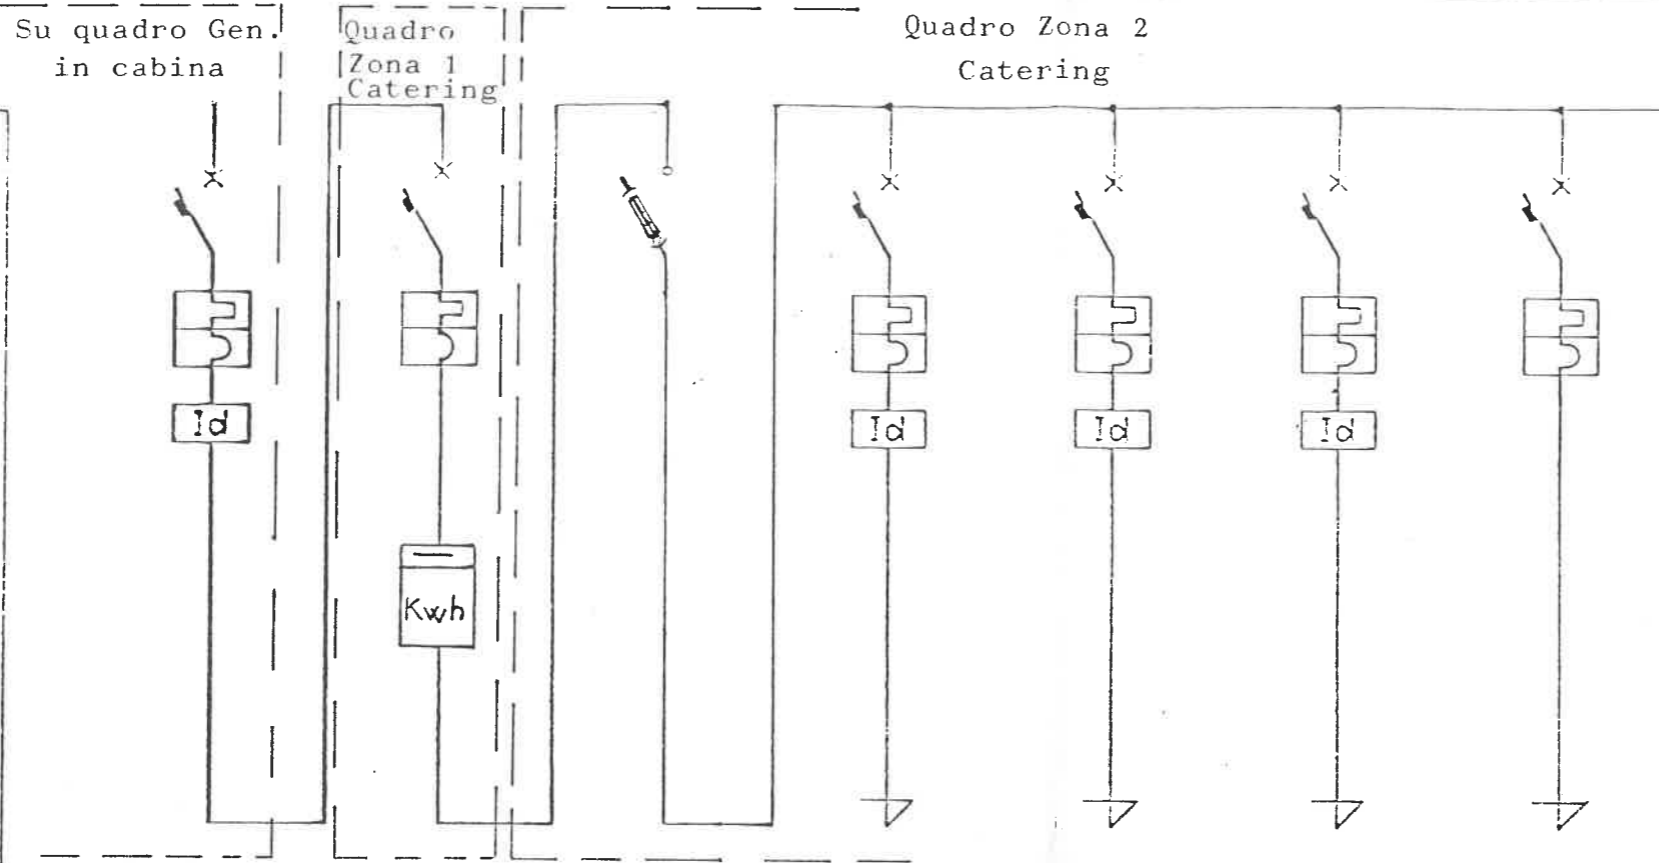 Su quadro Gen.
in cabina
Quadro
Zona 1
Catering
Quadro Zona 2
Catering
Id
Id
Id
Id
Kwh